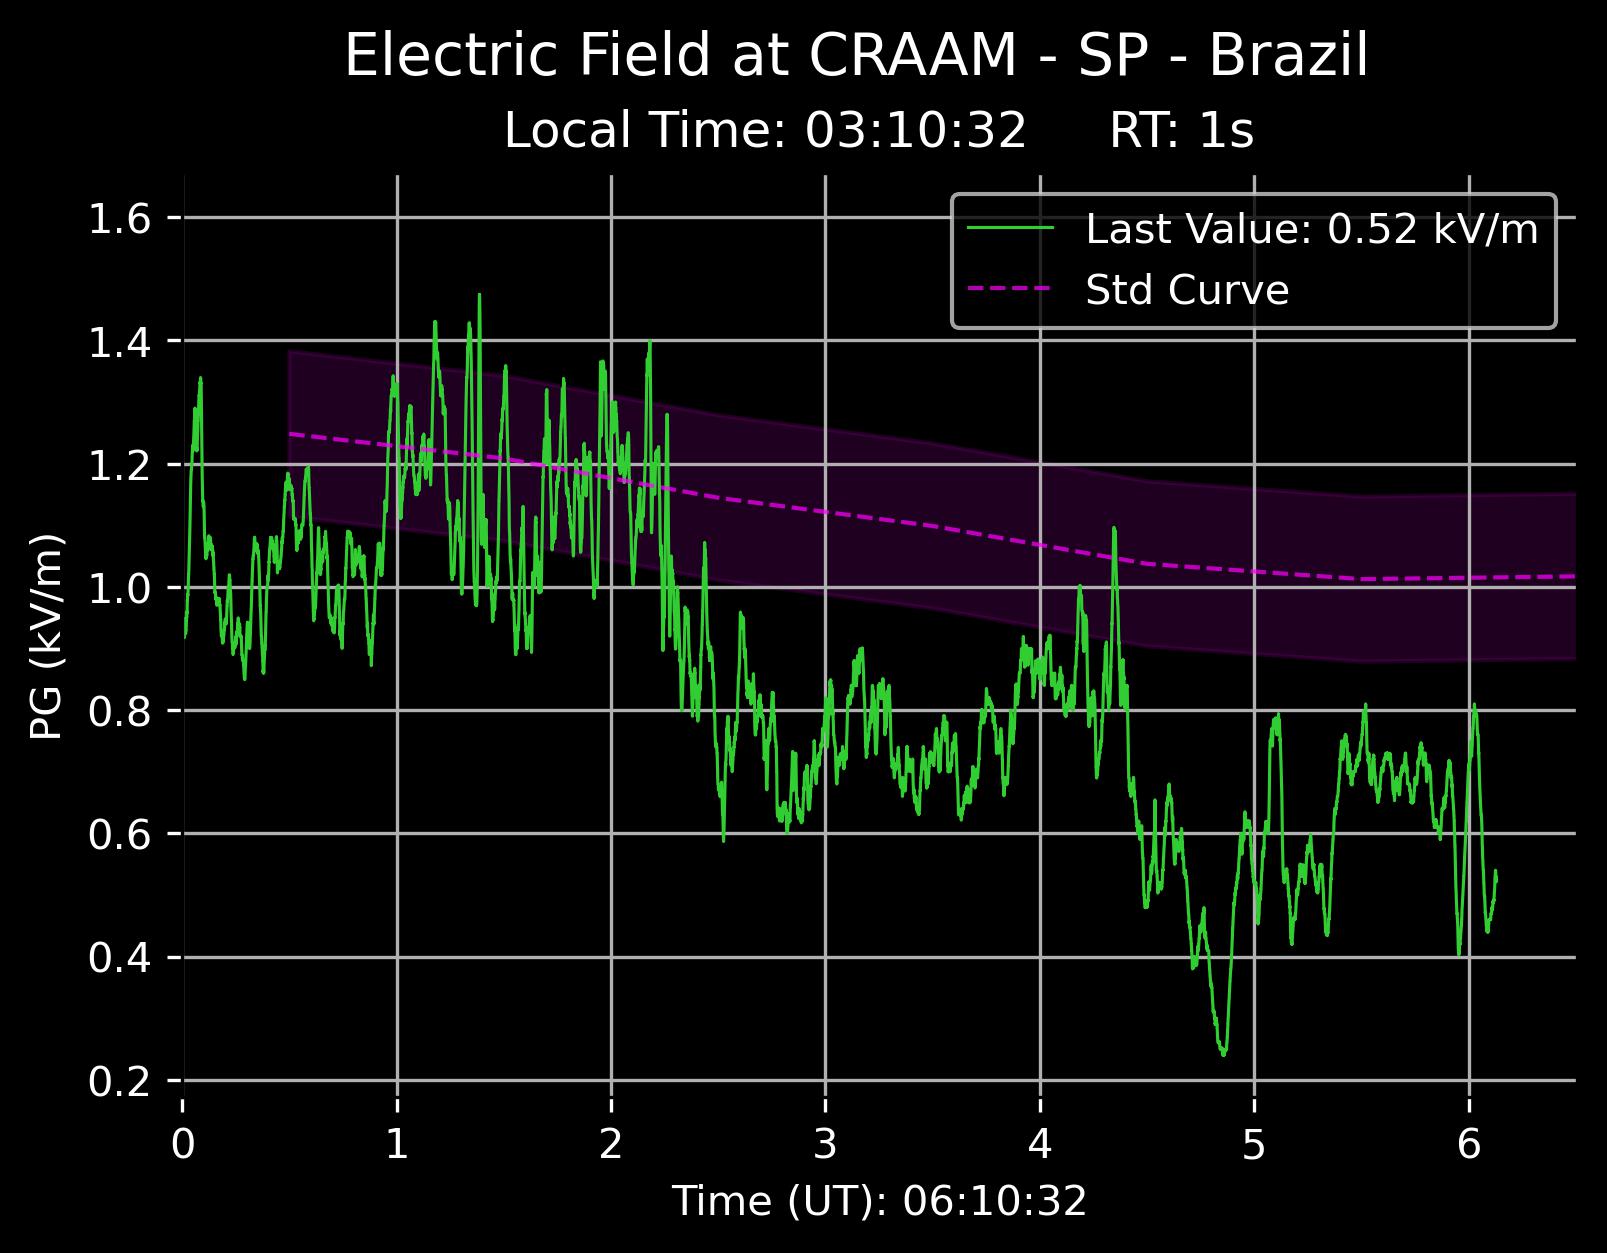 Electric Field at CRAAM - SP - Brazil
Local Time: 03:10:32 RT: 1s
Last Value: 0.52 kV/m
Std Curve
PG (kV/m)
1.6
1.4
1.2
1.0
0.8
0.6
0.4
0.2
0 1 2 3 4 5 6
Time (UT): 06:10:32